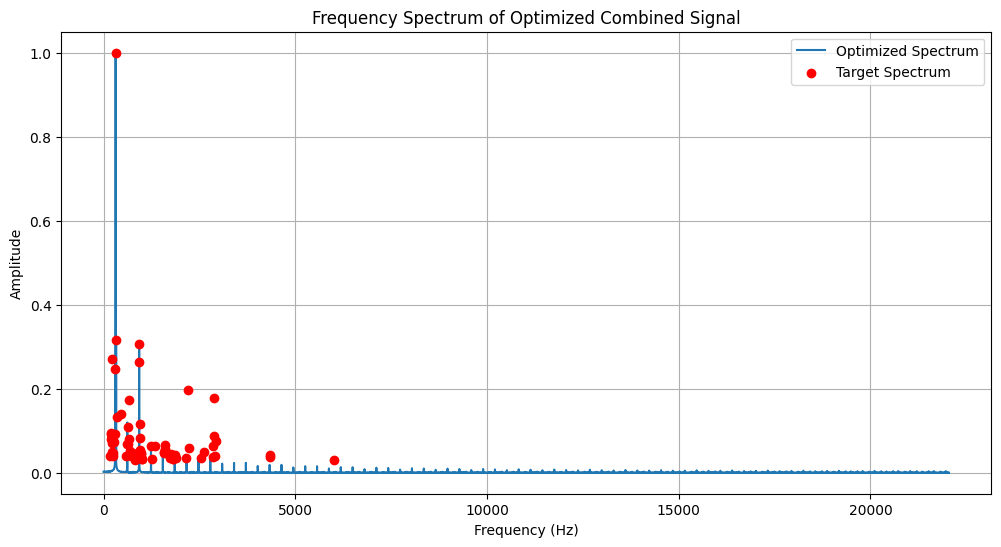 Frequency Spectrum of Optimized Combined Signal
Optimized Spectrum
Target Spectrum
1.0
0.8
0.6
0.4
0.2
0.0
Amplitude
0
5000
10000
15000
20000
Frequency (Hz)